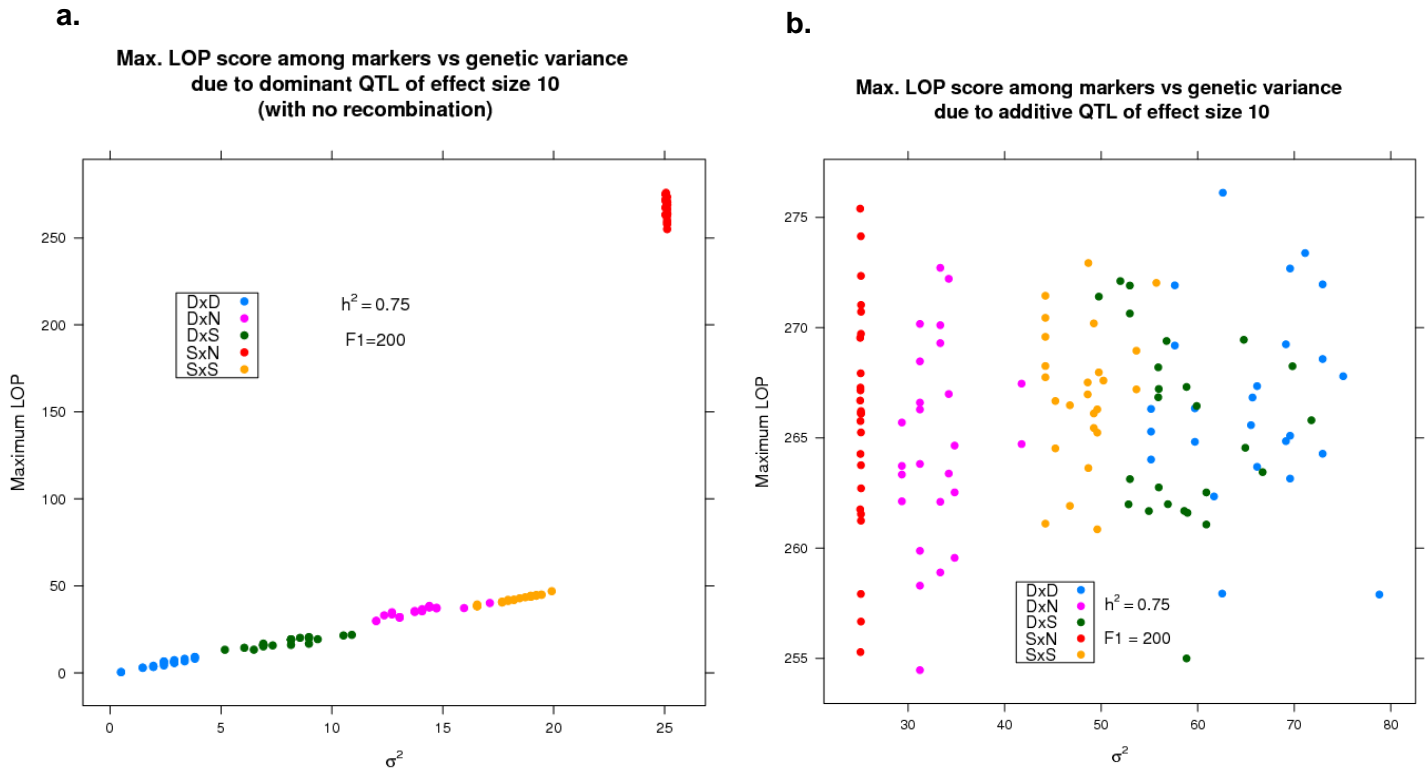 a.
Max. LOP score among markers vs genetic variance
due to dominant QTL of effect size 10
(with no recombination)
250
200
150
100
50
0
Maximum LOP
DxD
DxN
DxS
SxN
SxS
h² = 0.75
F1=200
0 5 10 15 20 25
σ²
b.
Max. LOP score among markers vs genetic variance
due to additive QTL of effect size 10
275
270
265
260
255
Maximum LOP
DxD
DxN
DxS
SxN
SxS
h² = 0.75
F1 = 200
30 40 50 60 70 80
σ²